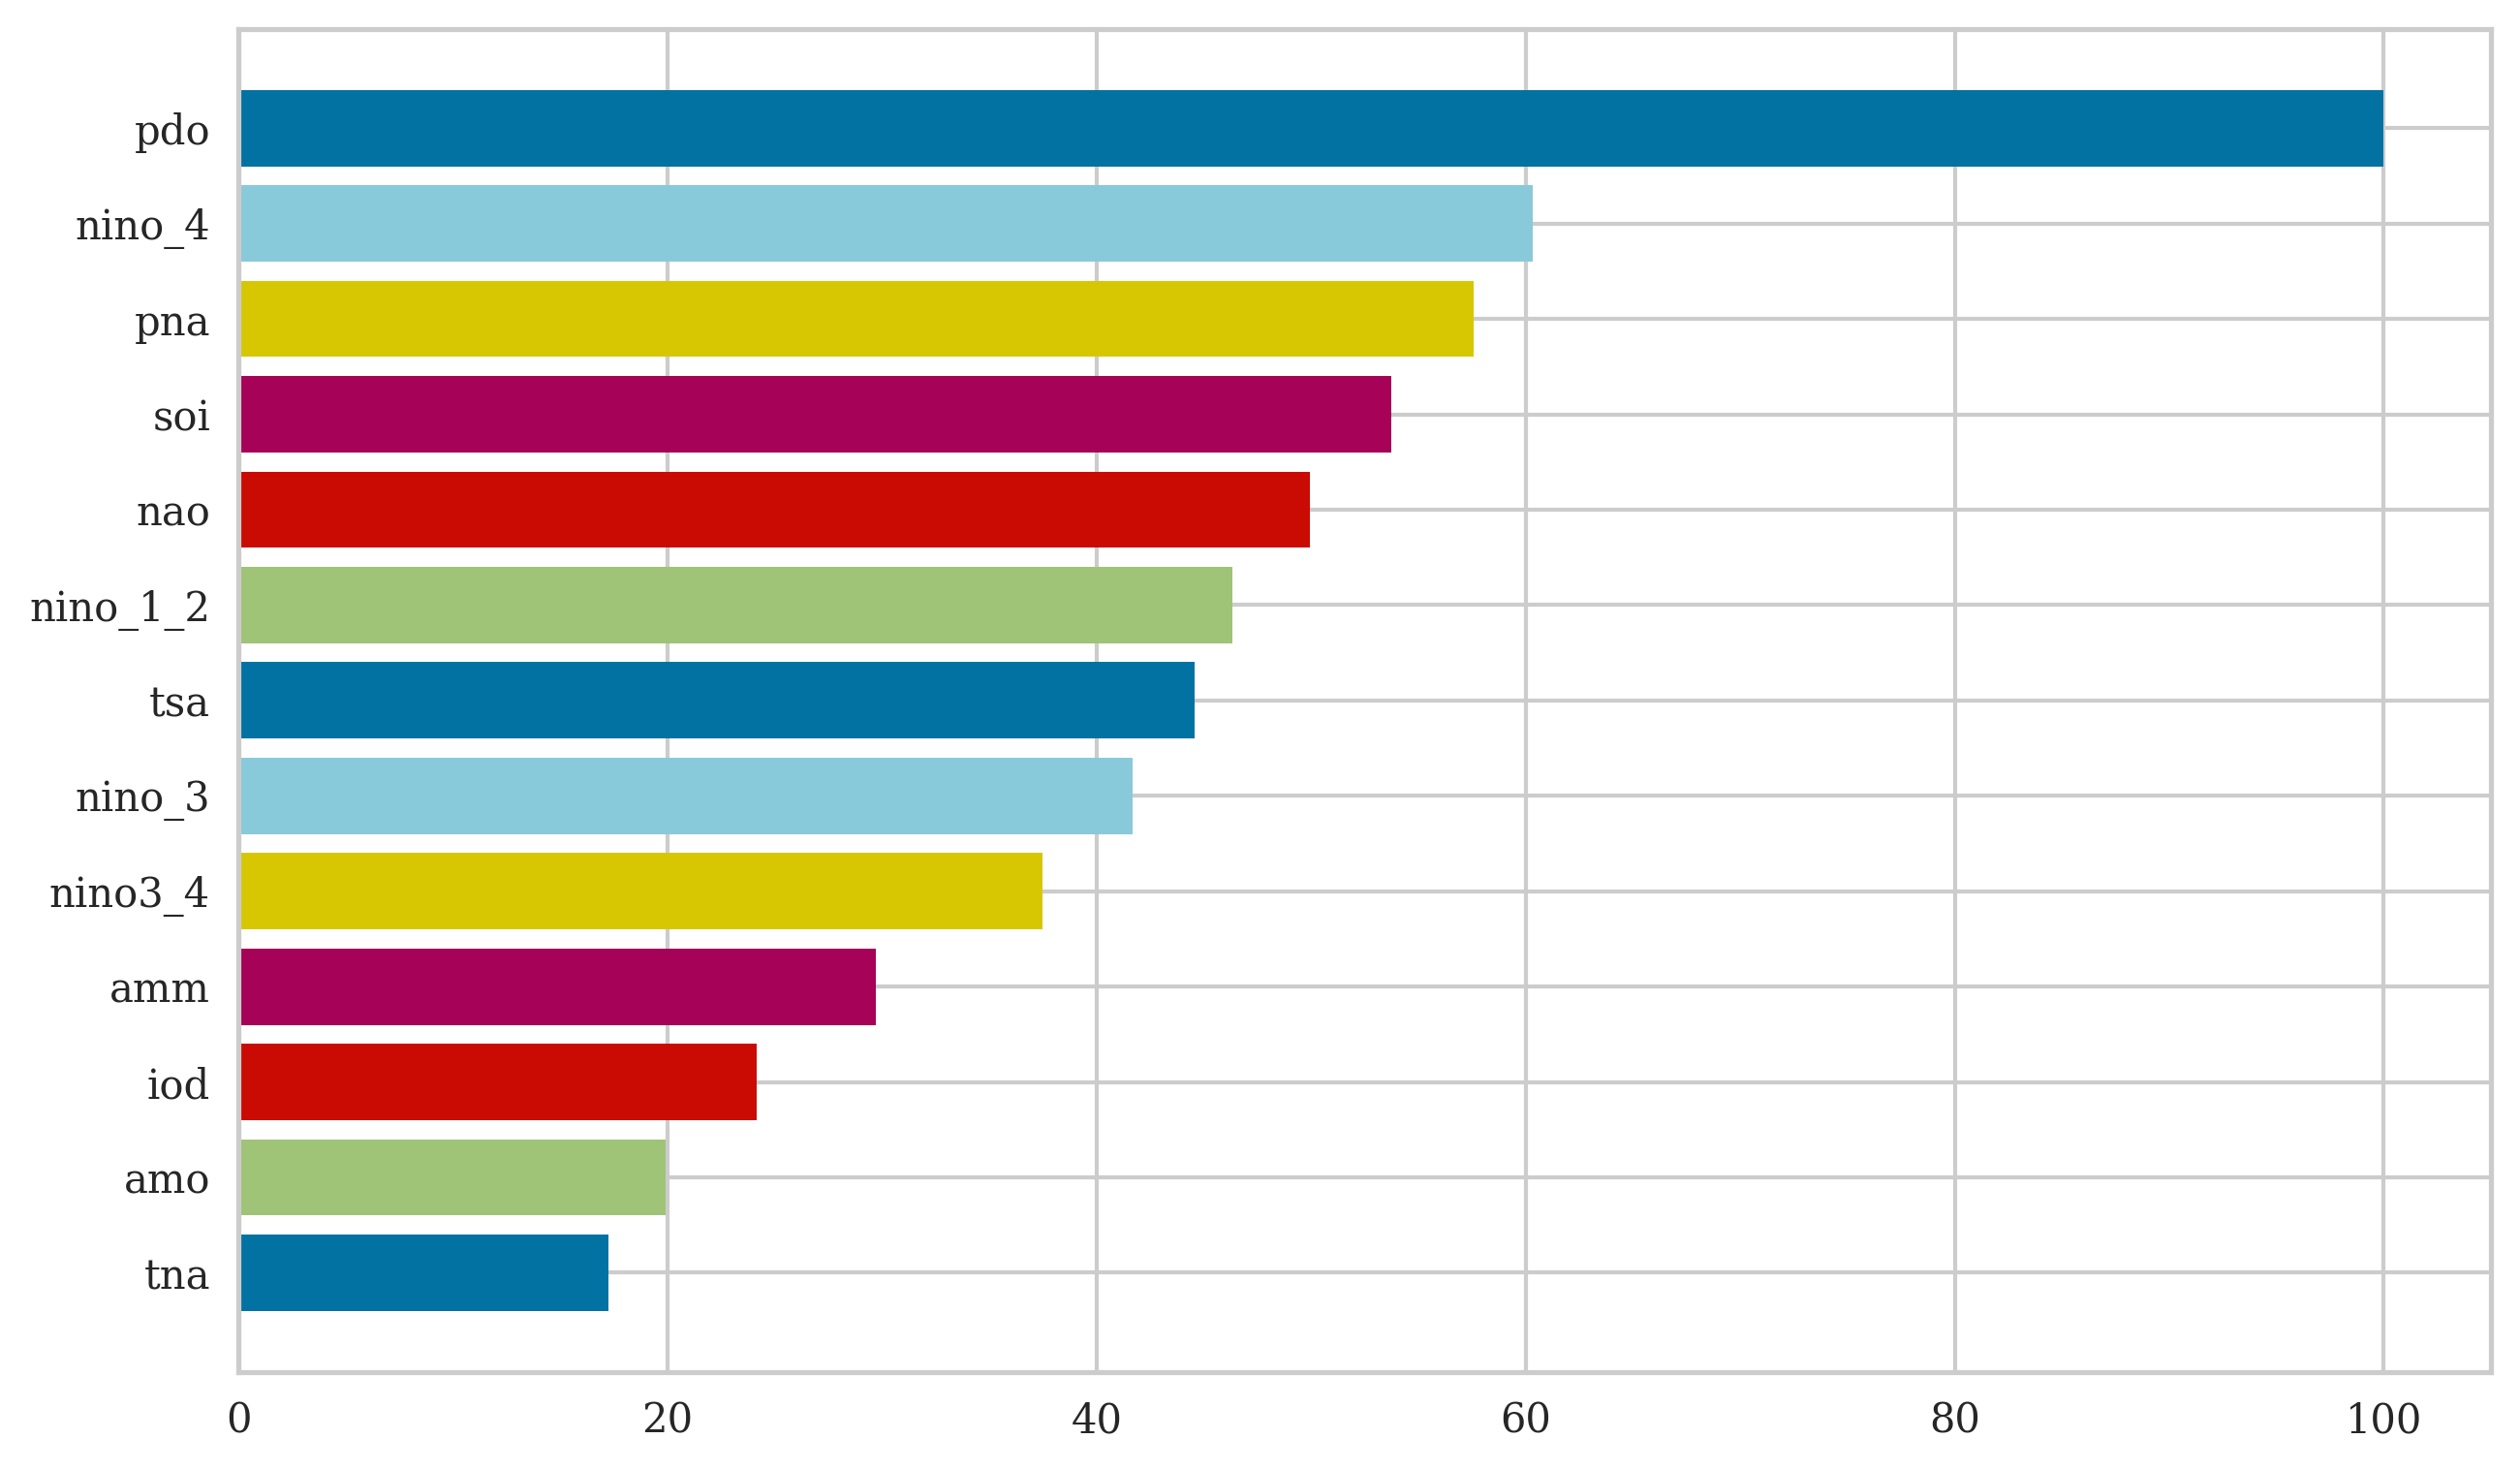 pdo
nino_4
pna
soi
nao
nino_1_2
tsa
nino_3
nino3_4
amm
iod
amo
tna
0 20 40 60 80 100